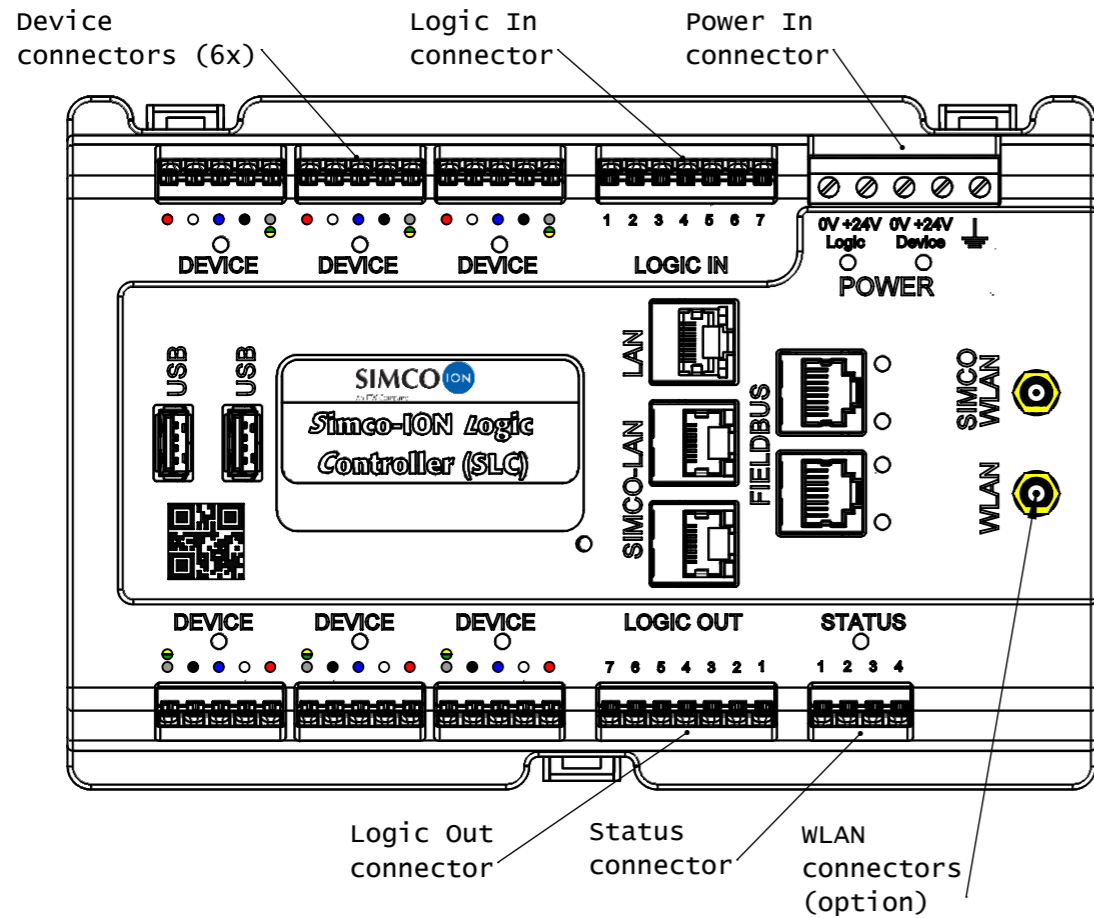 Device
connectors (6x)
Logic In
connector
Power In
connector
1 2 3 4 5 6 7
0V +24V 0V +24V
Logic Device
DEVICE DEVICE DEVICE LOGIC IN
POWER
USB
USB
SIMCO ION
An ITW Company
Simco-ION Logic
Controller (SLC)
LAN
SIMCO-LAN
FIELDBUS
SIMCO
WLAN
WLAN
DEVICE DEVICE DEVICE LOGIC OUT STATUS
7 6 5 4 3 2 1 1 2 3 4
Logic Out
connector
Status
connector
WLAN
connectors
(option)